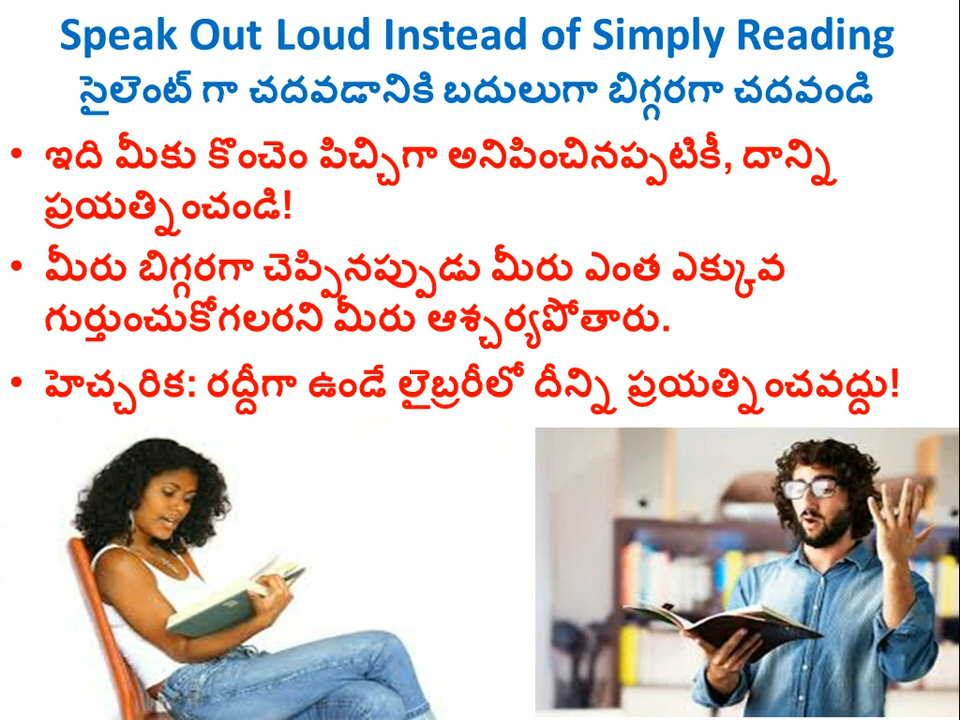 Speak Out Loud Instead of Simply Reading
సైలెంట్ గా చదవడానికి బదులుగా బిగ్గరగా చదవండి
• ఇది మీకు కొంచెం పిచ్చిగా అనిపించినప్పటికీ, దాన్ని
ప్రయత్నించండి!
• మీరు బిగ్గరగా చెప్పినప్పుడు మీరు ఎంత ఎక్కువ
గుర్తుంచుకోగలరని మీరు ఆశ్చర్యపోతారు.
• హెచ్చరిక: రద్దీగా ఉండే లైబ్రరీలో దీన్ని ప్రయత్నించవద్దు!